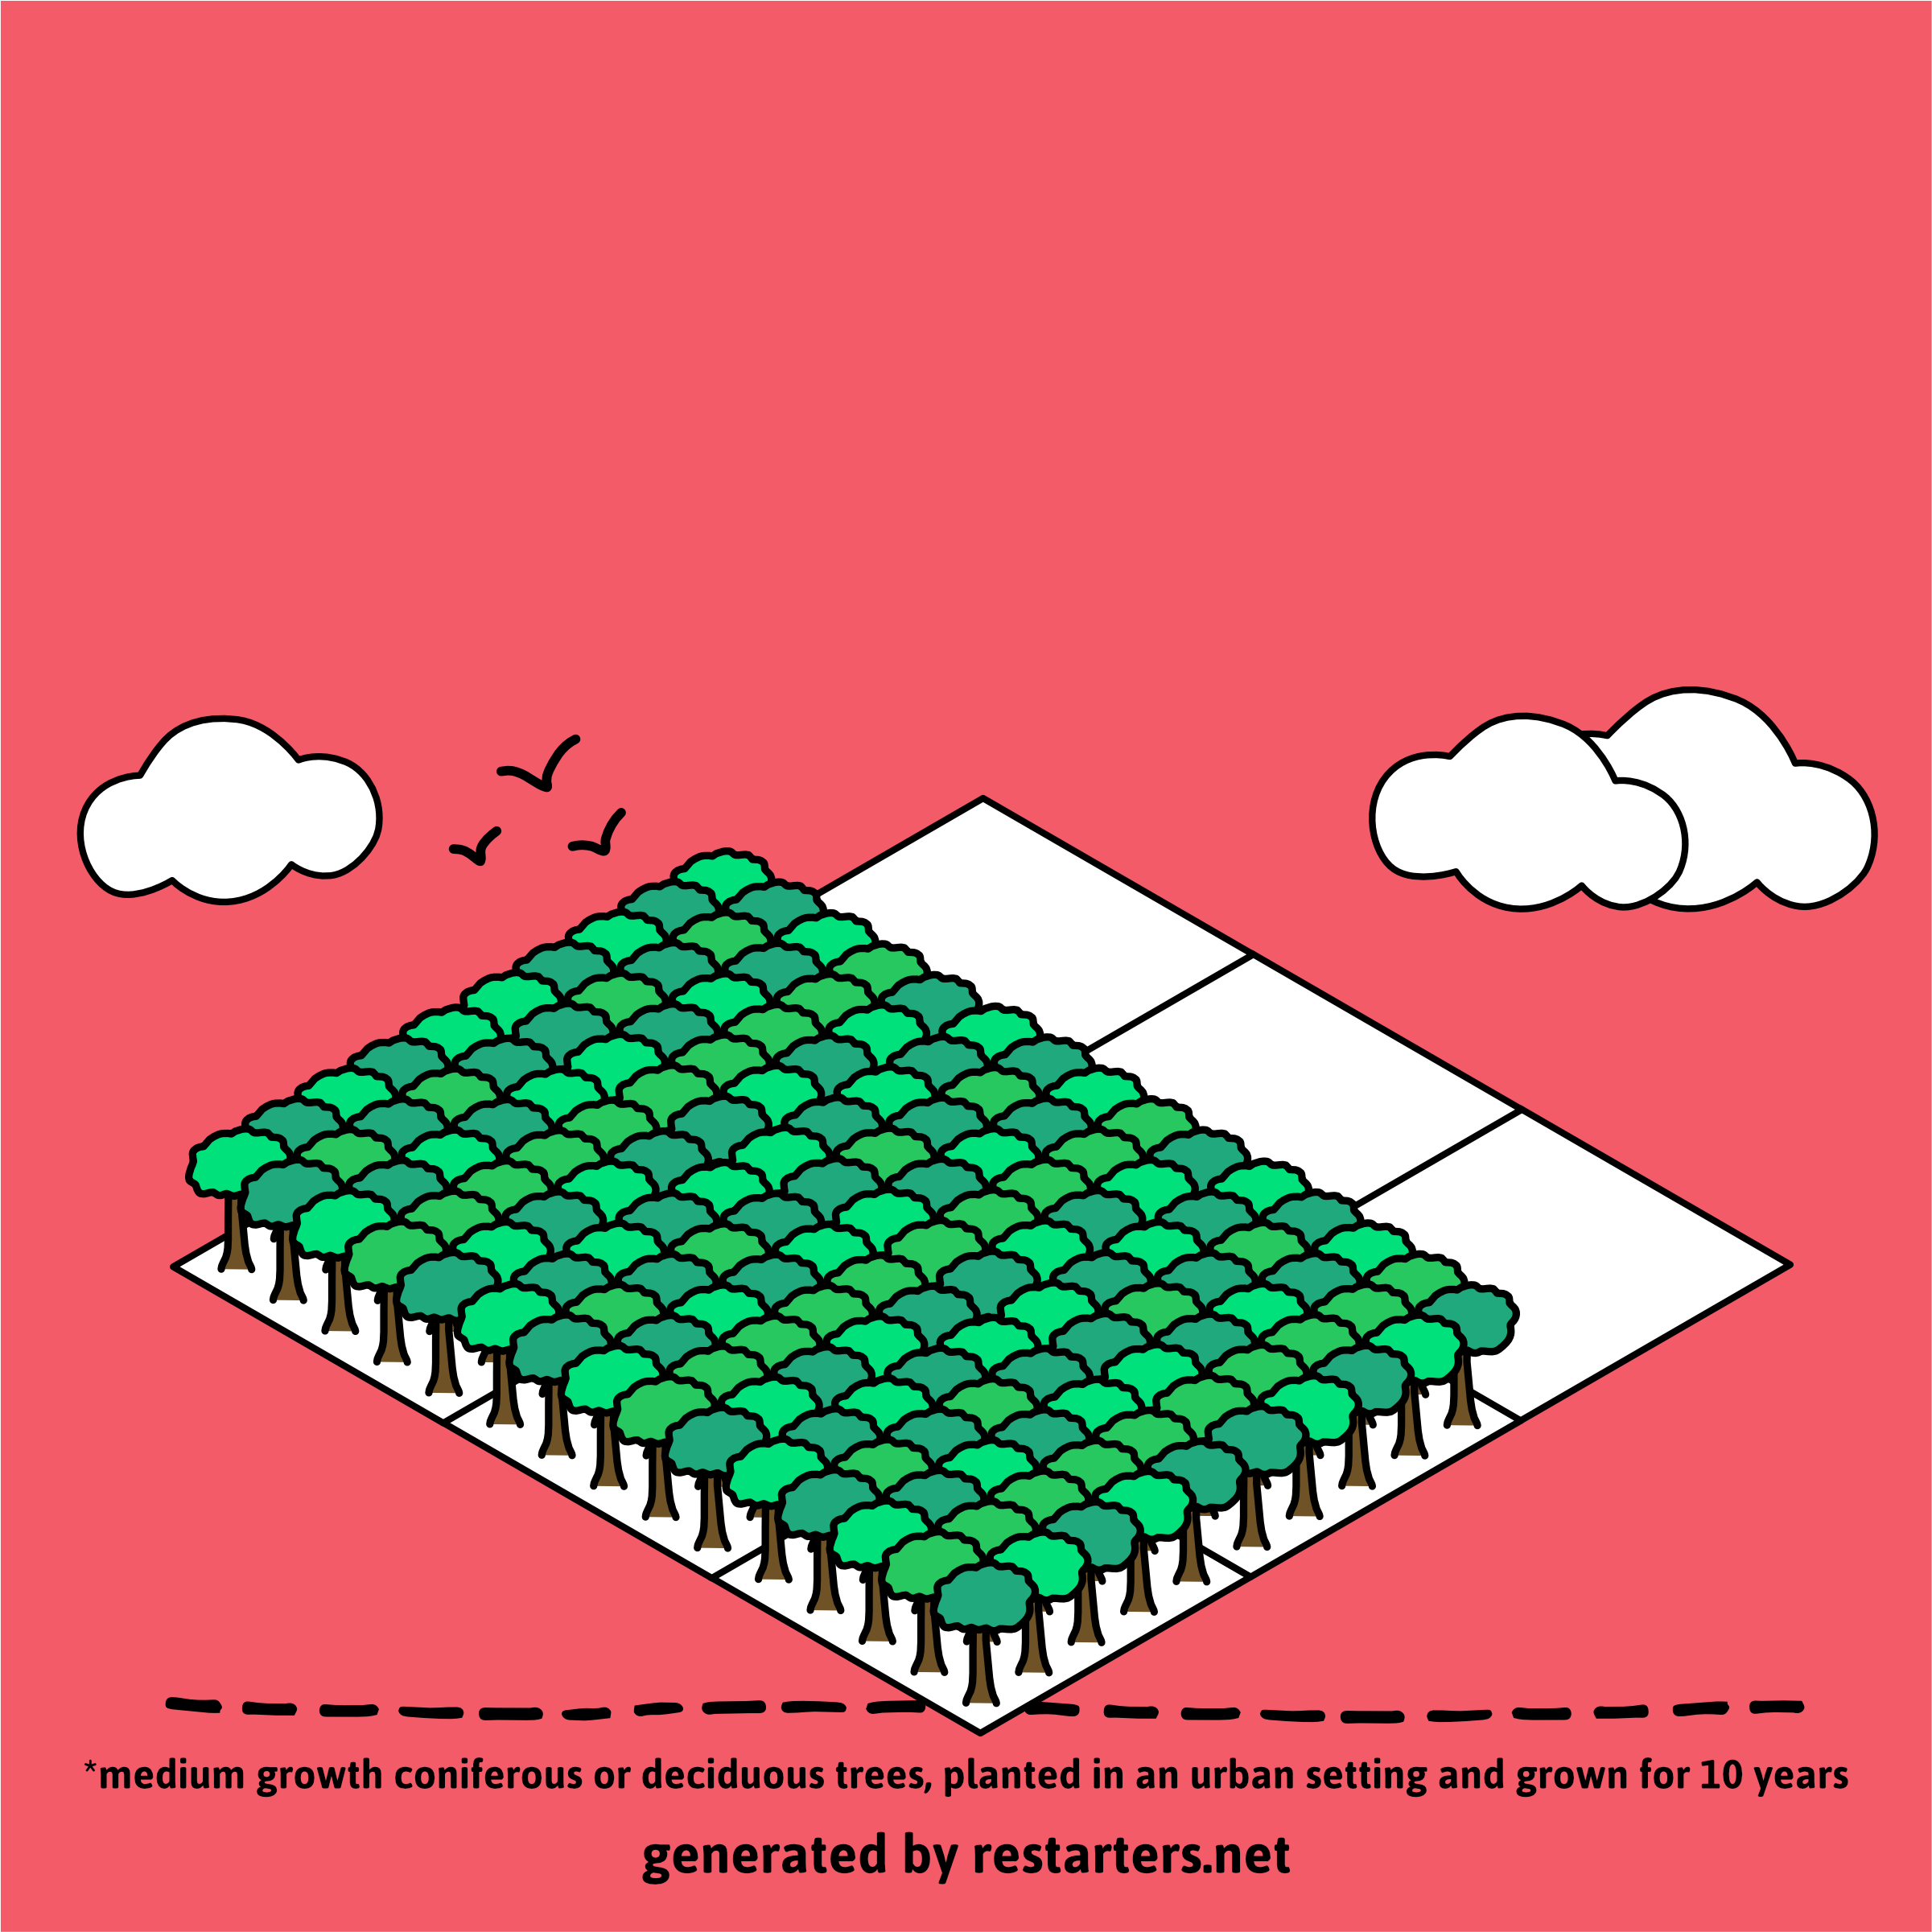 *medium growth coniferous or deciduous trees, planted in an urban setting and grown for 10 years
generated by restarters.net